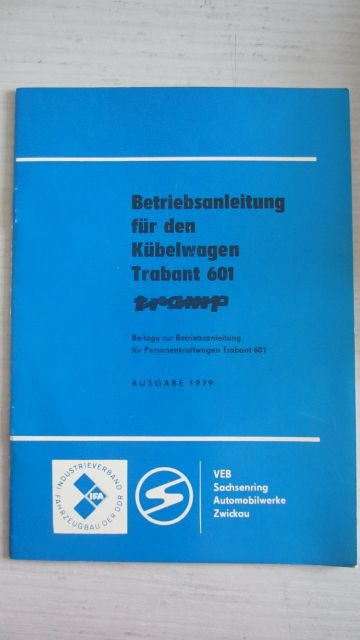 Betriebsanleitung
für den
Kübelwagen
Trabant 601
tramp
Beilage zur Betriebsanleitung
für Personenkraftwagen Trabant 601
AUSGABE 1979
INDUSTRIEVERBAND
FAHRZEUGBAU DER DDR
IFA
VEB
Sachsenring
Automobilwerke
Zwickau